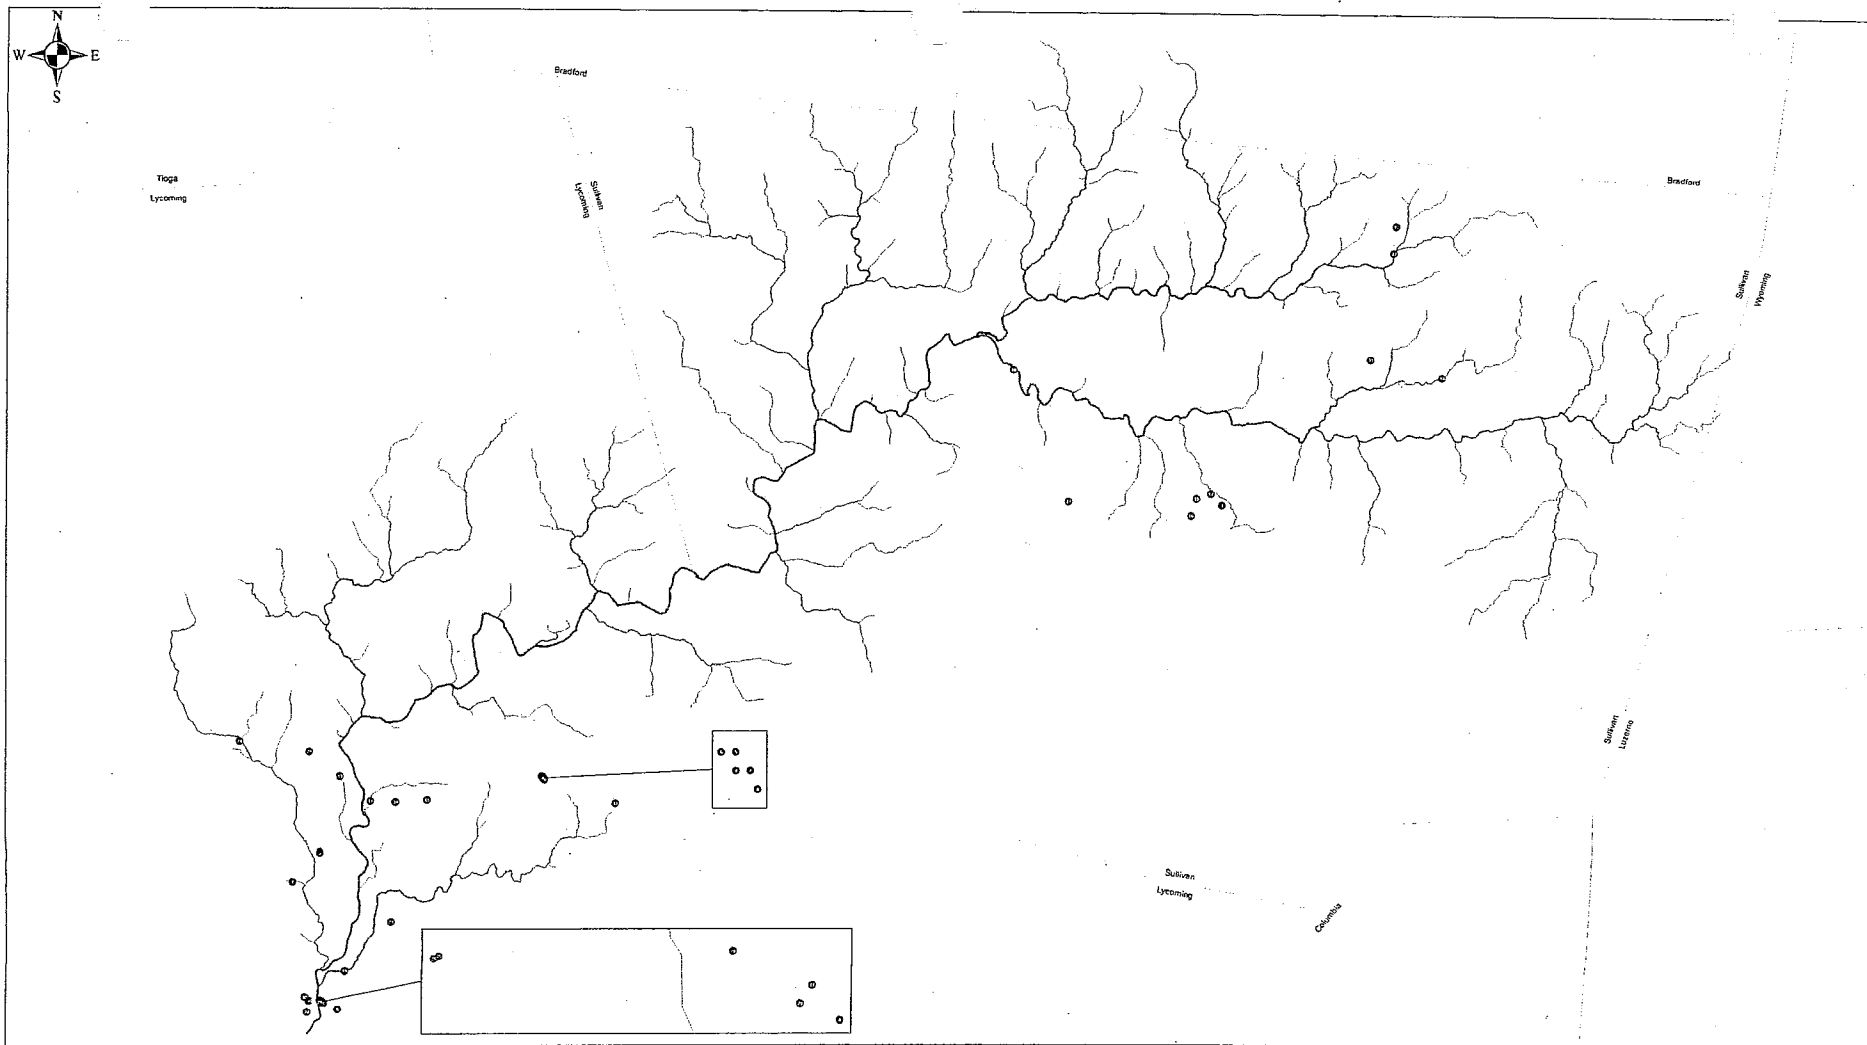 N
W E
S
Bradford
Tioga
Lycoming
Sullivan
Lycoming
Bradford
Sullivan
Wyoming
Sullivan
Luzerne
Sullivan
Lycoming
Columbia